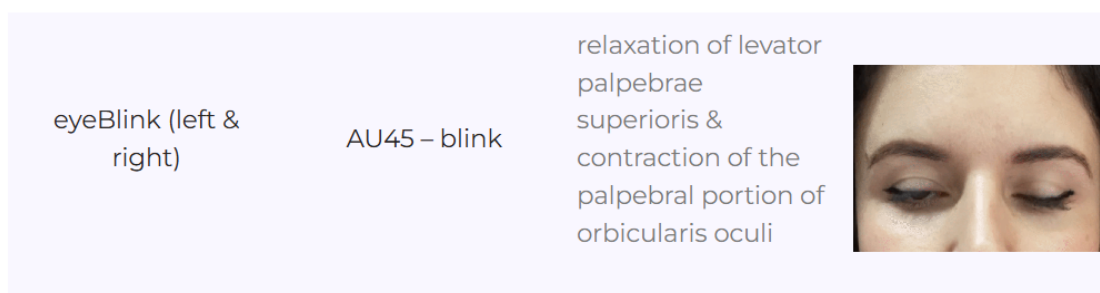 eyeBlink (left &
right)
AU45 – blink
relaxation of levator
palpebrae
superioris &
contraction of the
palpebral portion of
orbicularis oculi